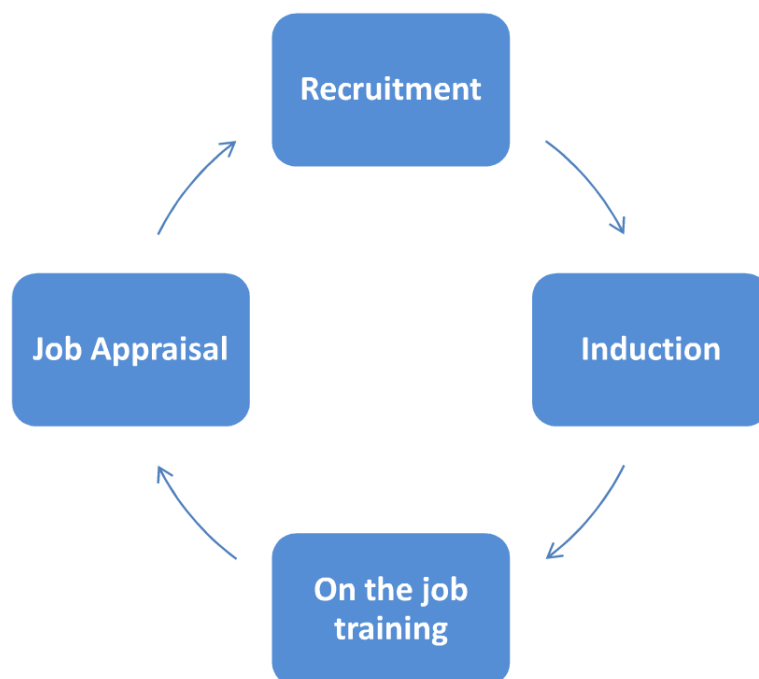 Recruitment
Job Appraisal
Induction
On the job
training